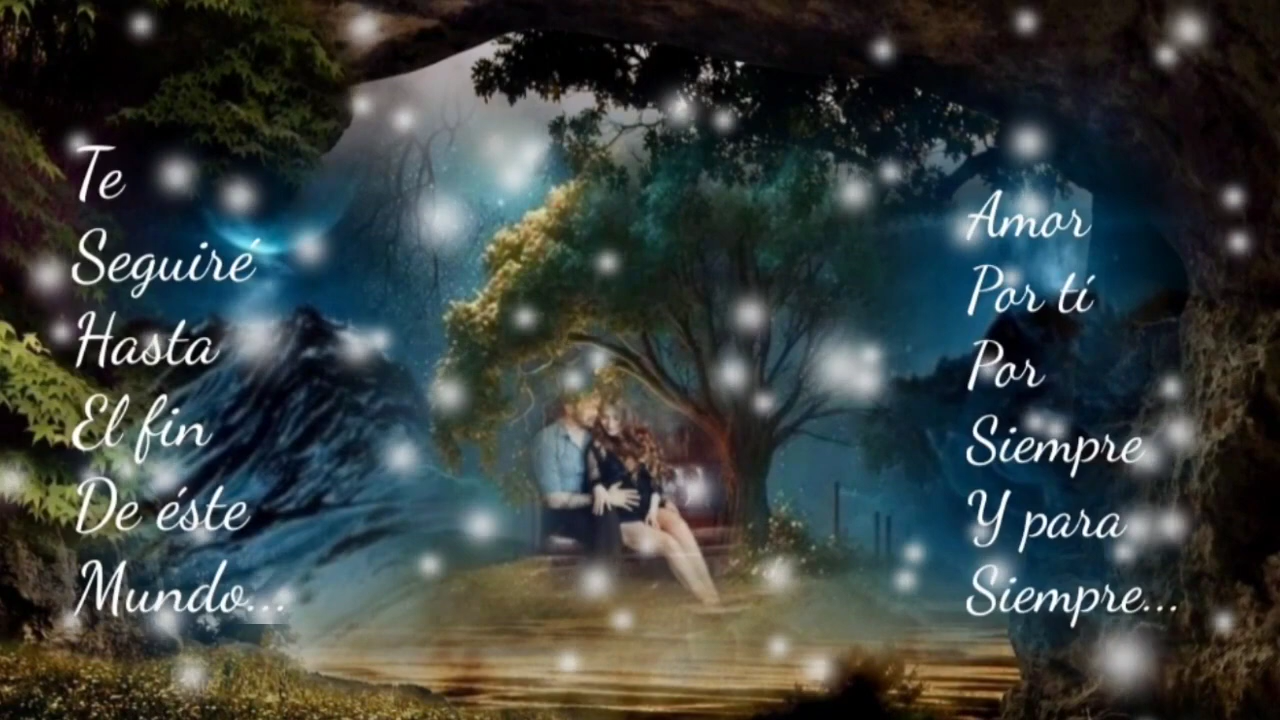 Te
Seguiré
Hasta
El fin
De éste
Mundo...
Amor
Por tí
Por
Siempre
Y para
Siempre...